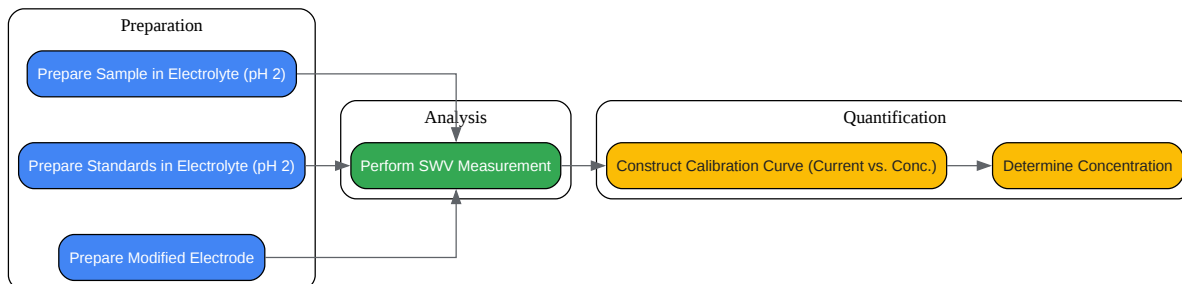 Preparation
Prepare Sample in Electrolyte (pH 2)
Prepare Standards in Electrolyte (pH 2)
Prepare Modified Electrode
Analysis
Perform SWV Measurement
Quantification
Construct Calibration Curve (Current vs. Conc.)
Determine Concentration